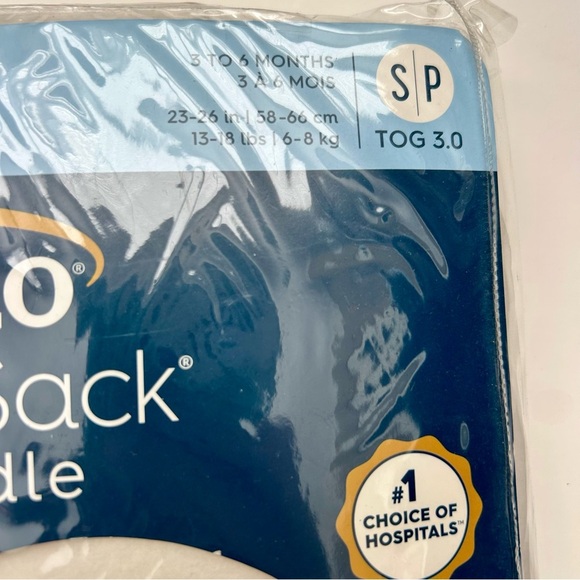 3 TO 6 MONTHS
3 À 6 MOIS
23-26 in | 58-66 cm
13-18 lbs | 6-8 kg
S|P
TOG 3.0
®
Sack®
#1
CHOICE OF
HOSPITALS™